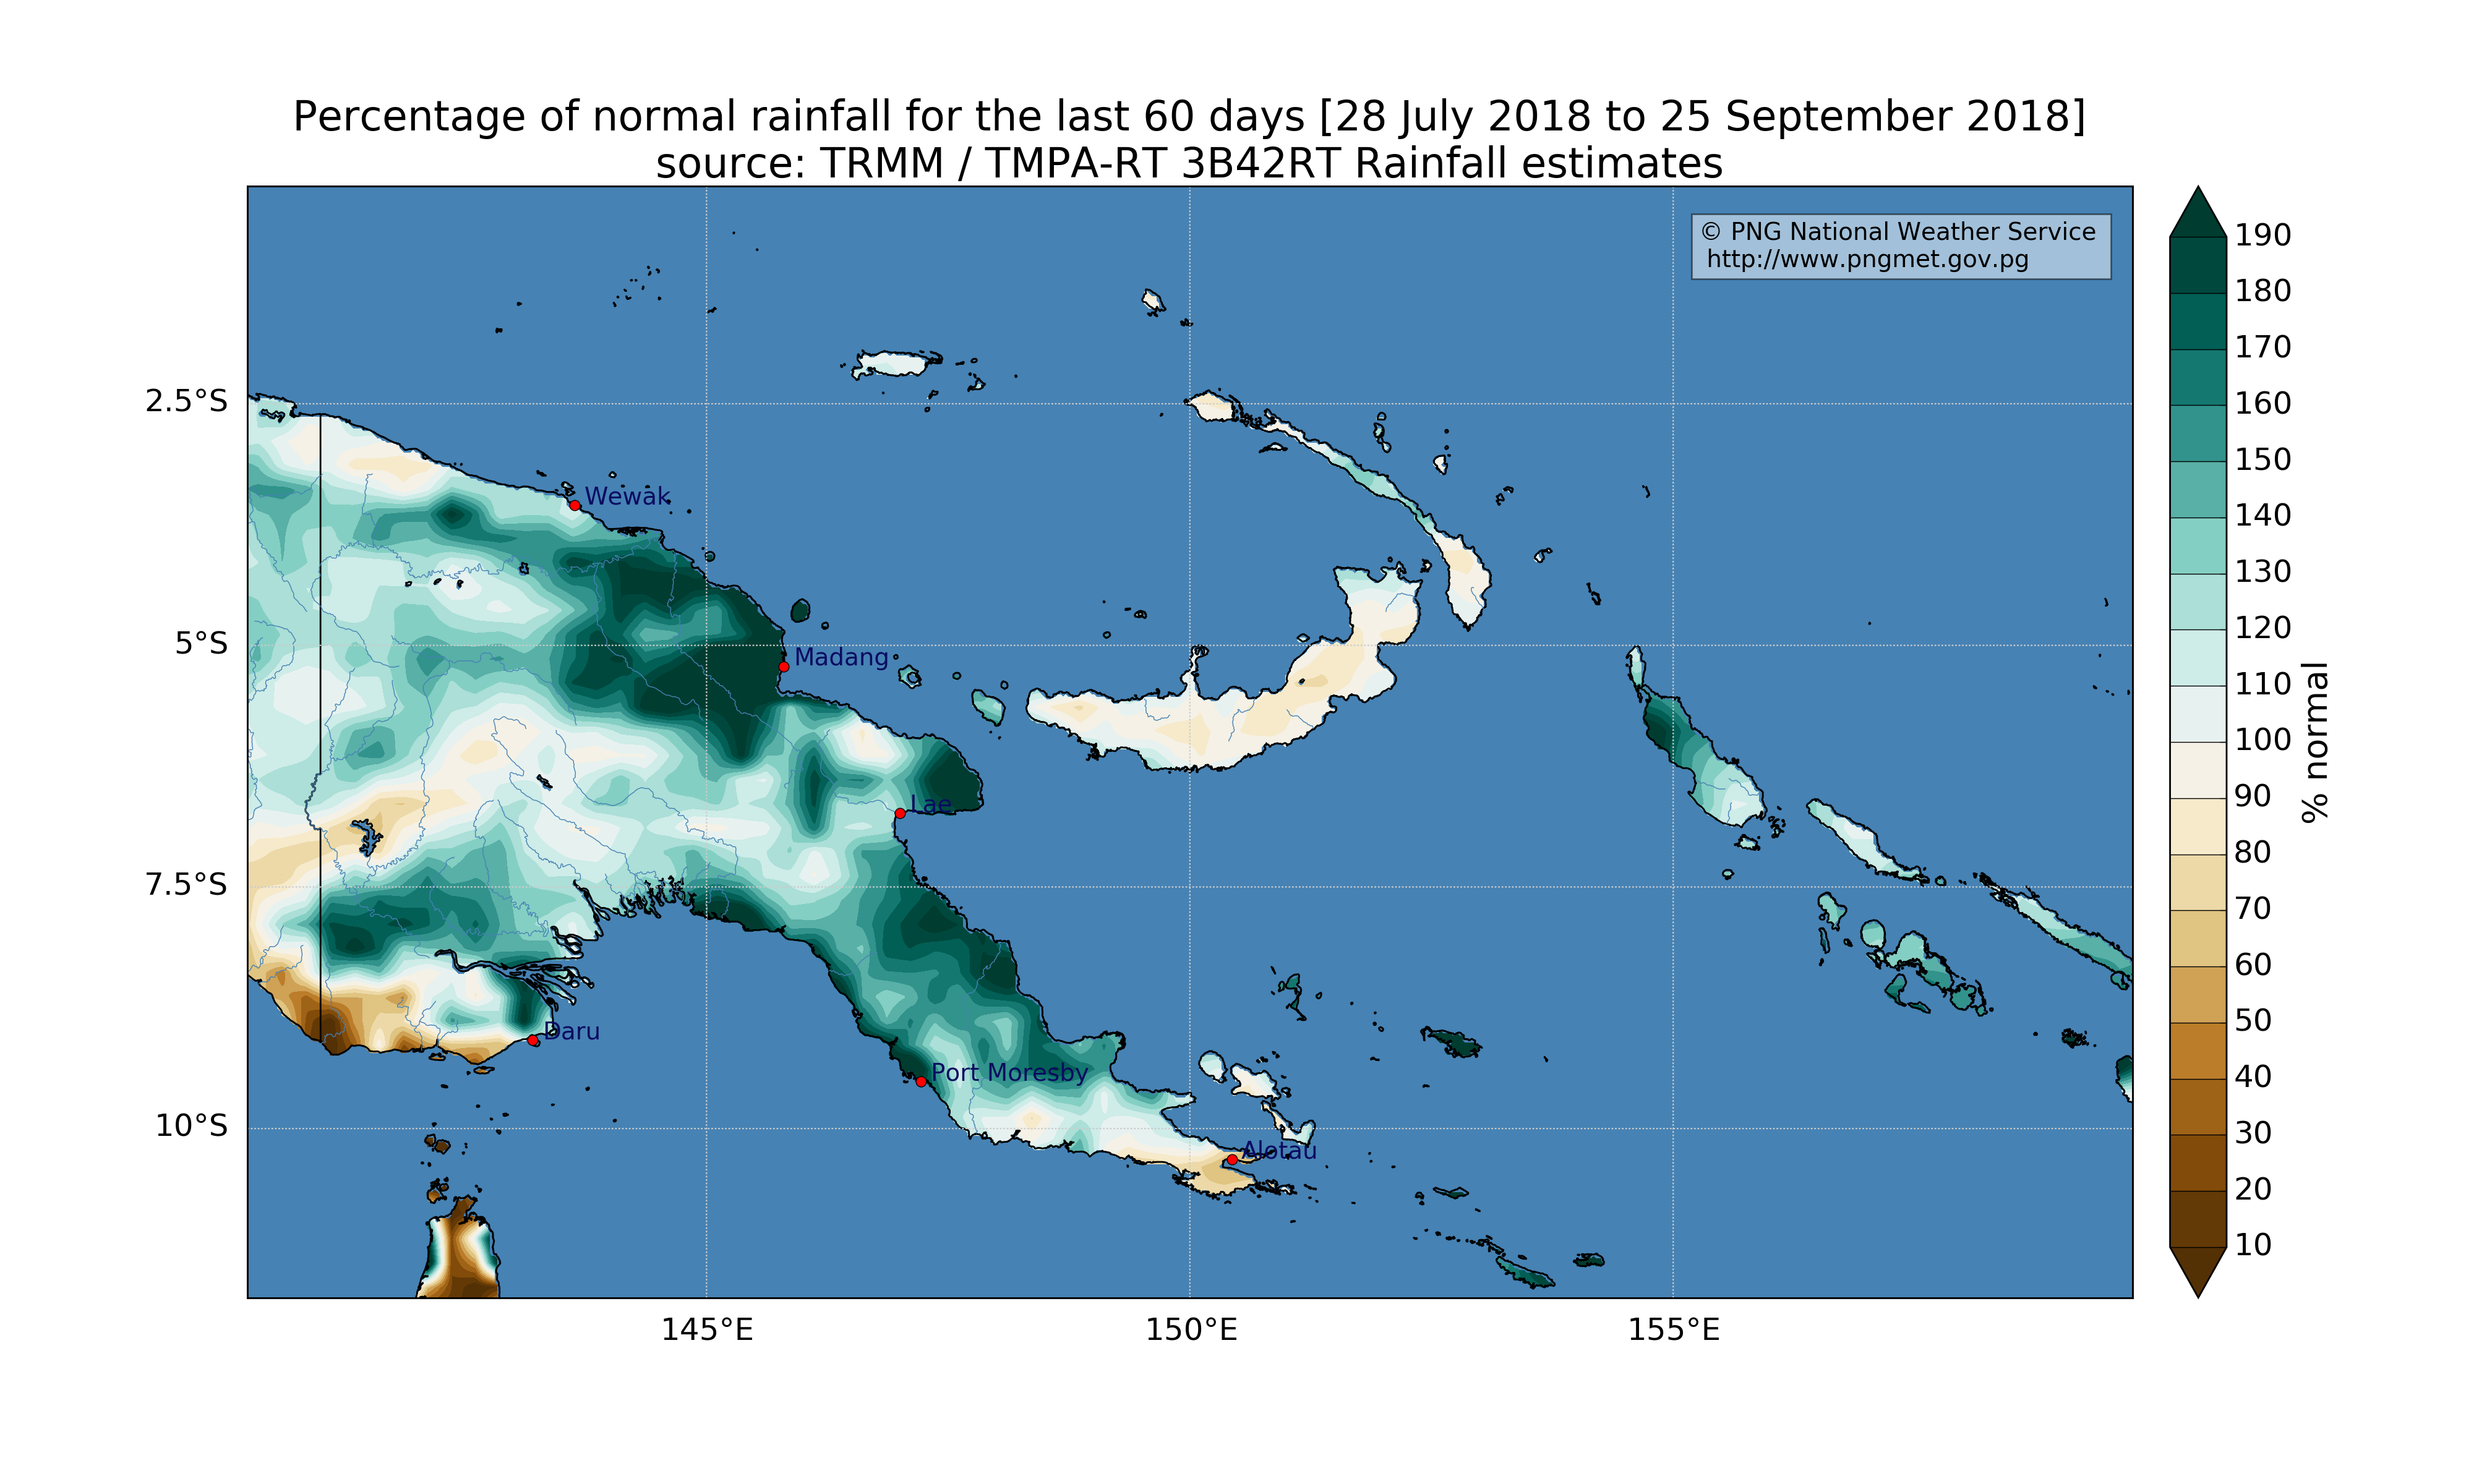 Percentage of normal rainfall for the last 60 days [28 July 2018 to 25 September 2018]
source: TRMM / TMPA-RT 3B42RT Rainfall estimates
© PNG National Weather Service
http://www.pngmet.gov.pg
2.5°S
5°S
7.5°S
10°S
Wewak
Madang
Lae
Daru
Port Moresby
Alotau
145°E
150°E
155°E
190
180
170
160
150
140
130
120
110
100
90
80
70
60
50
40
30
20
10
% normal